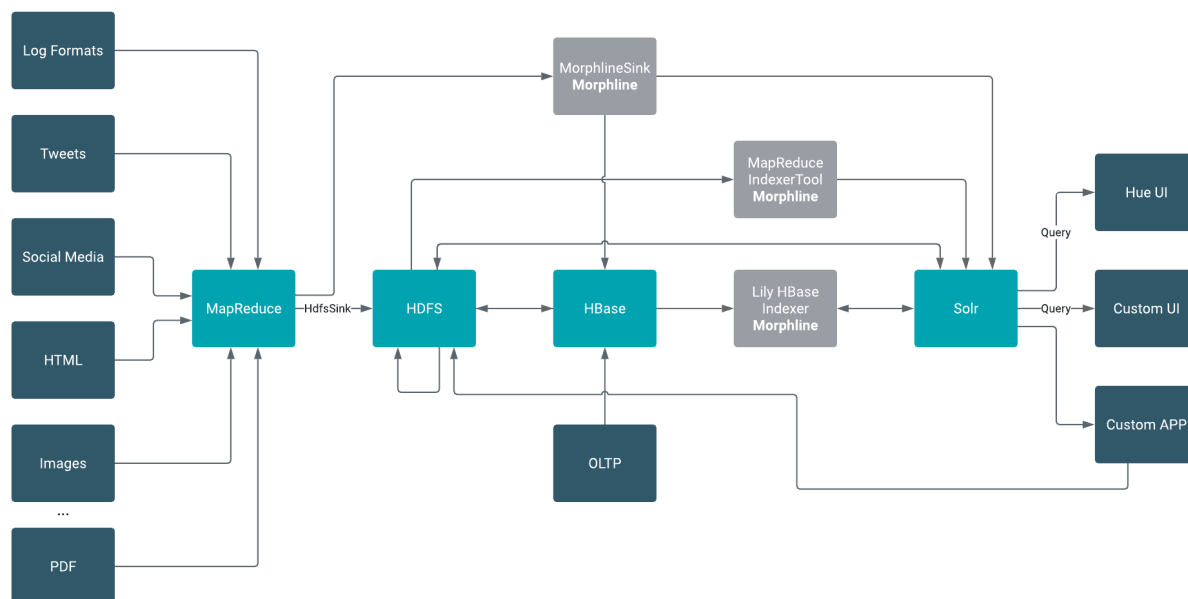 Log Formats
Tweets
Social Media
HTML
Images
...
PDF
MapReduce
HdfsSink
MorphlineSink
Morphline
MapReduce
IndexerTool
Morphline
HDFS
HBase
Lily HBase
Indexer
Morphline
Solr
OLTP
Query
Query
Hue UI
Custom UI
Custom APP